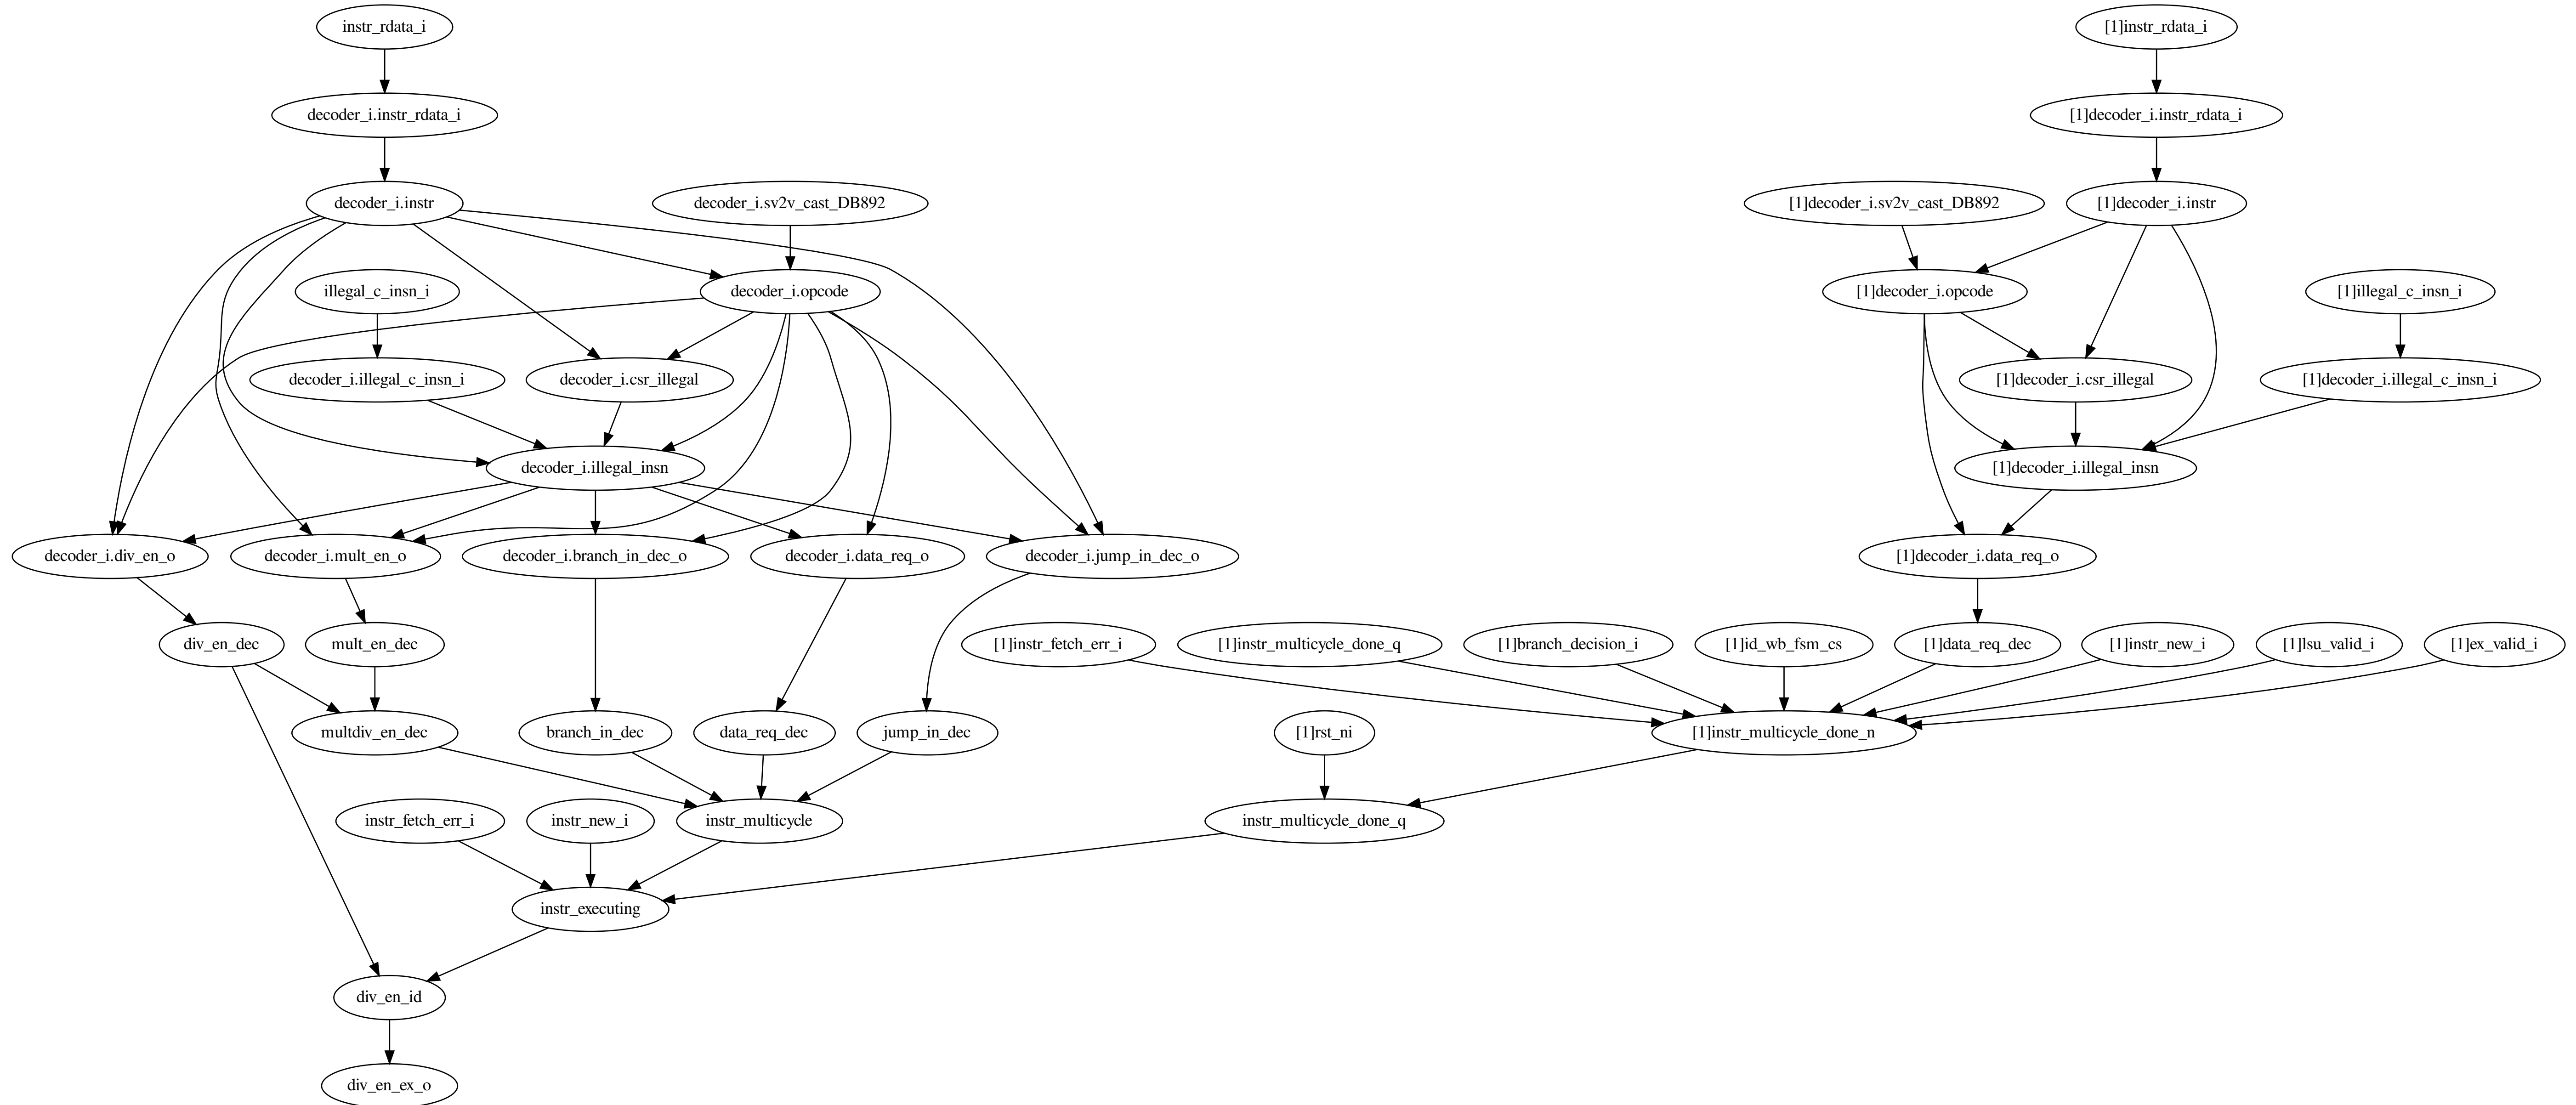 instr_rdata_i
[1]instr_rdata_i
decoder_i.instr_rdata_i
[1]decoder_i.instr_rdata_i
decoder_i.instr
decoder_i.sv2v_cast_DB892
[1]decoder_i.sv2v_cast_DB892
[1]decoder_i.instr
illegal_c_insn_i
decoder_i.opcode
[1]decoder_i.opcode
[1]illegal_c_insn_i
decoder_i.illegal_c_insn_i
decoder_i.csr_illegal
[1]decoder_i.csr_illegal
[1]decoder_i.illegal_c_insn_i
decoder_i.illegal_insn
[1]decoder_i.illegal_insn
decoder_i.div_en_o
decoder_i.mult_en_o
decoder_i.branch_in_dec_o
decoder_i.data_req_o
decoder_i.jump_in_dec_o
[1]decoder_i.data_req_o
div_en_dec
mult_en_dec
[1]instr_fetch_err_i
[1]instr_multicycle_done_q
[1]branch_decision_i
[1]id_wb_fsm_cs
[1]data_req_dec
[1]instr_new_i
[1]lsu_valid_i
[1]ex_valid_i
multdiv_en_dec
branch_in_dec
data_req_dec
jump_in_dec
[1]rst_ni
[1]instr_multicycle_done_n
instr_fetch_err_i
instr_new_i
instr_multicycle
instr_multicycle_done_q
instr_executing
div_en_id
div_en_ex_o